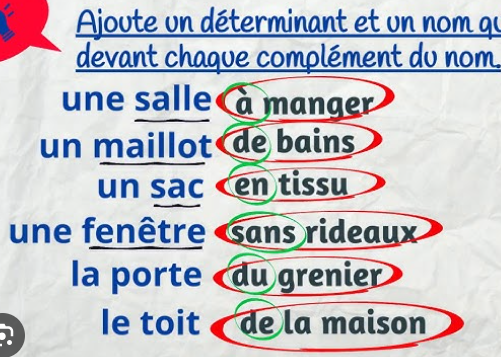 Ajoute un déterminant et un nom qu
devant chaque complément du nom.
une salle à manger
un maillot de bains
un sac en tissu
une fenêtre sans rideaux
la porte du grenier
le toit de la maison